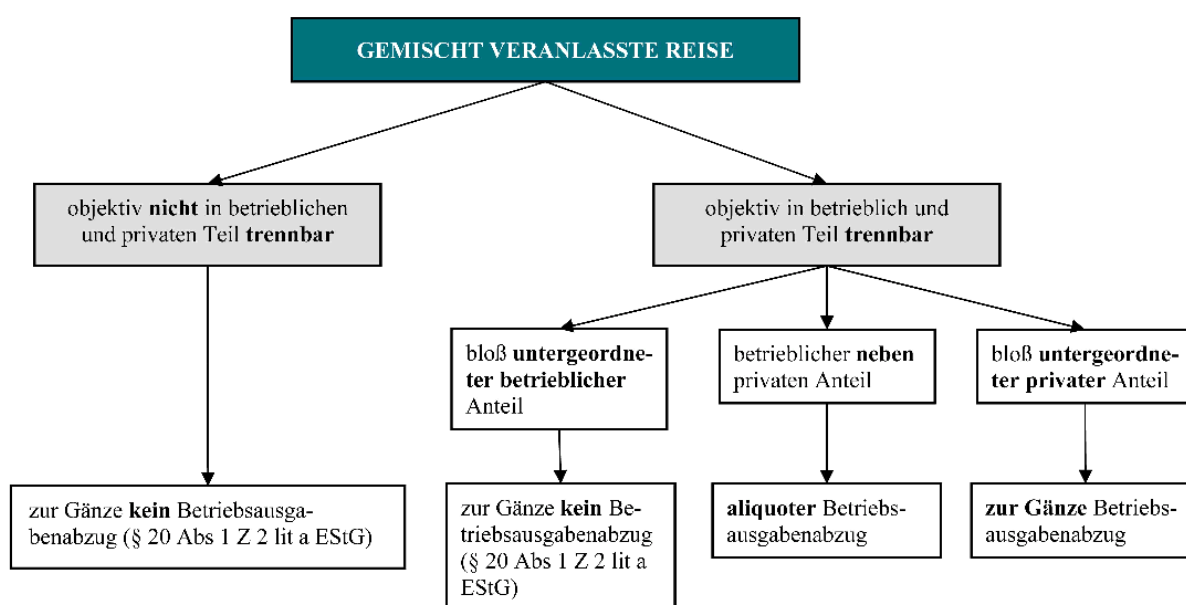 GEMISCHT VERANLASSTE REISE
objektiv nicht in betrieblichen
und privaten Teil trennbar
objektiv in betrieblich und
privaten Teil trennbar
bloß untergeordne-
ter betrieblicher
Anteil
betrieblicher neben
privaten Anteil
bloß untergeordne-
ter privater Anteil
zur Gänze kein Betriebsausga-
benabzug (§ 20 Abs 1 Z 2 lit a EStG)
zur Gänze kein Be-
triebsausgabenabzug
(§ 20 Abs 1 Z 2 lit a
EStG)
aliquoter Betriebs-
ausgabenabzug
zur Gänze Betriebs-
ausgabenabzug